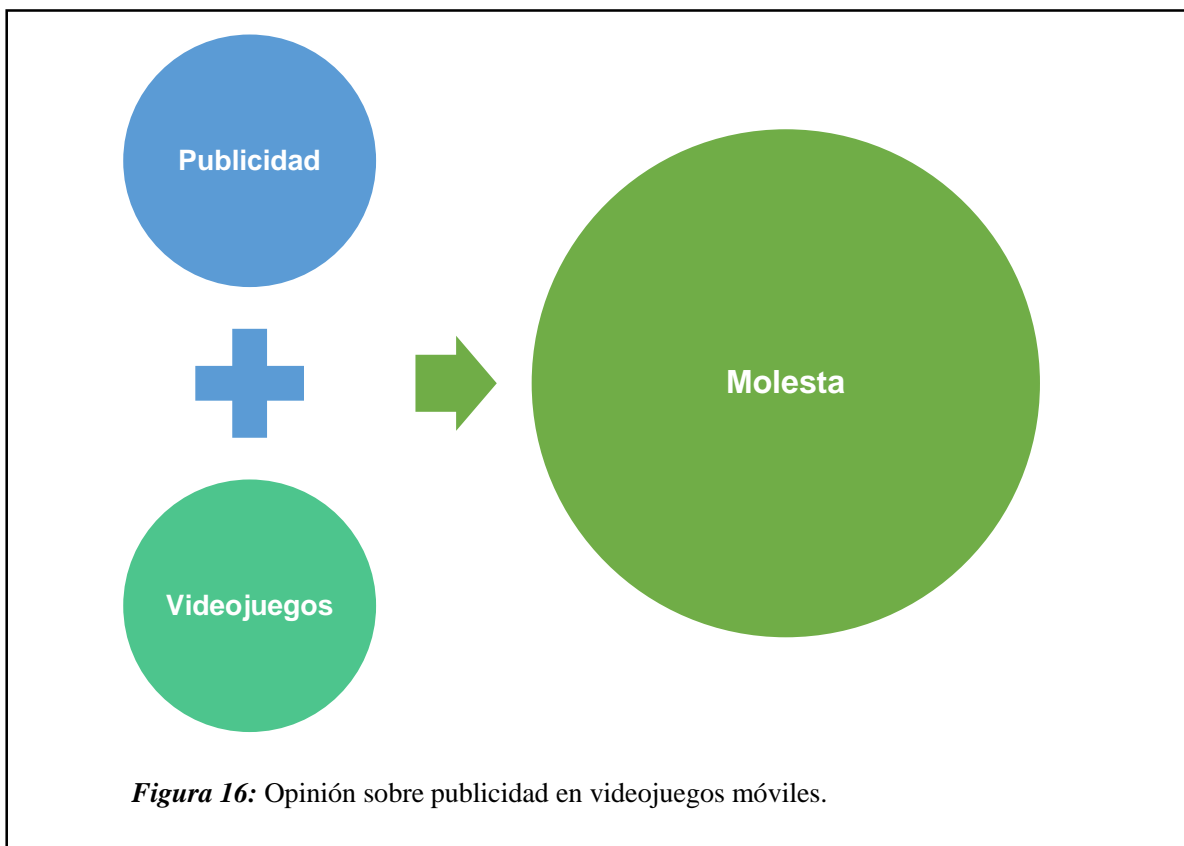 Publicidad
Videojuegos
Molesta
Figura 16: Opinión sobre publicidad en videojuegos móviles.